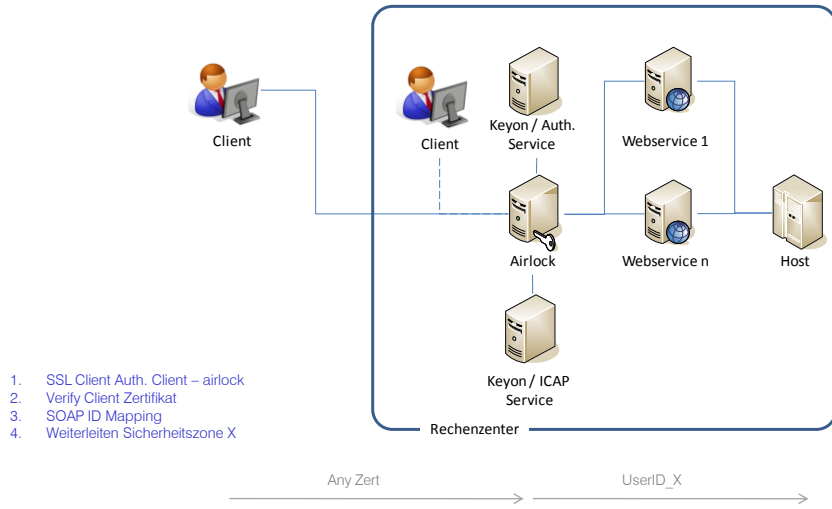 Client
Client
Keyon / Auth.
Service
Webservice 1
Airlock
Webservice n
Host
Keyon / ICAP
Service
1. SSL Client Auth. Client – airlock
2. Verify Client Zertifikat
3. SOAP ID Mapping
4. Weiterleiten Sicherheitszone X
Rechenzenter
Any Zert
UserID_X